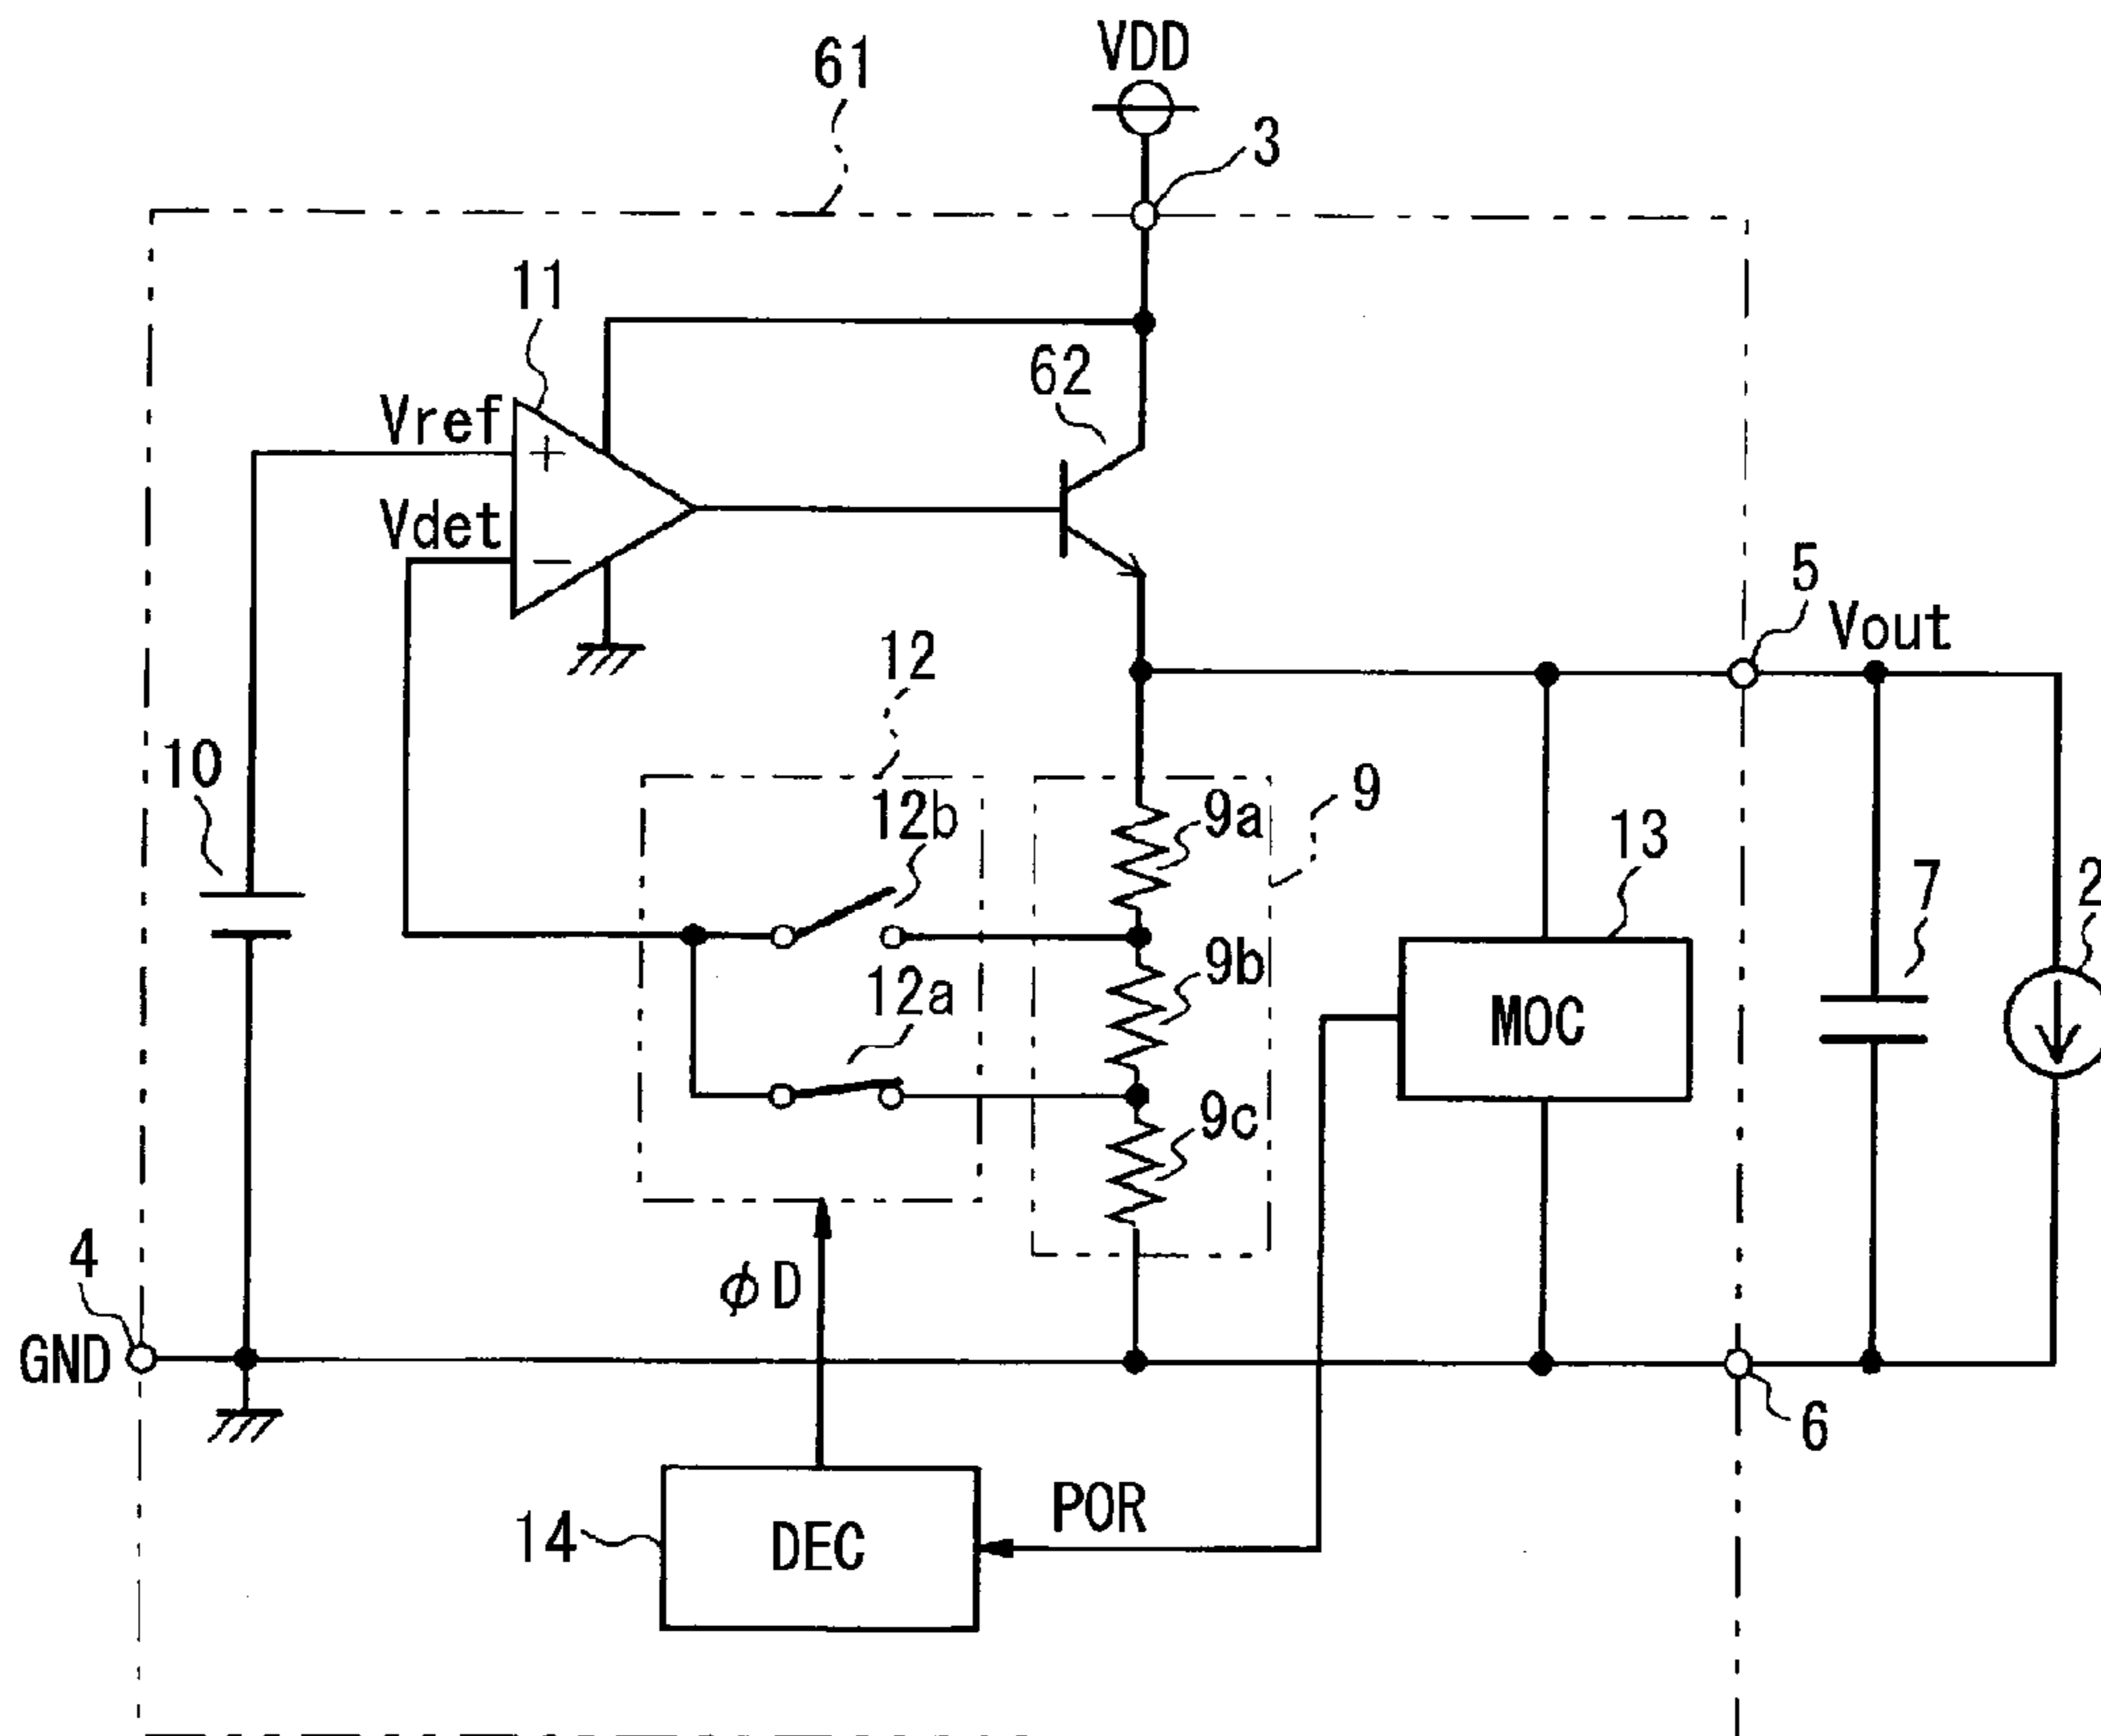 61
VDD
3
11
62
Vref
+
Vdet
−
5
Vout
12
10
12b
9a
9
13
7
2
9b
12a
MOC
9c
4
φD
GND
6
14
DEC
POR